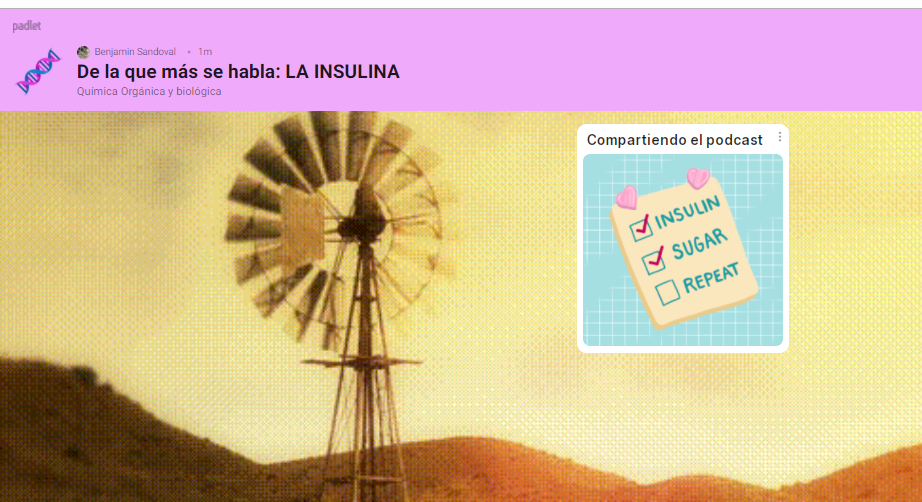 padlet
Benjamin Sandoval • 1m
De la que más se habla: LA INSULINA
Química Orgánica y biológica
Compartiendo el podcast
INSULIN
SUGAR
REPEAT